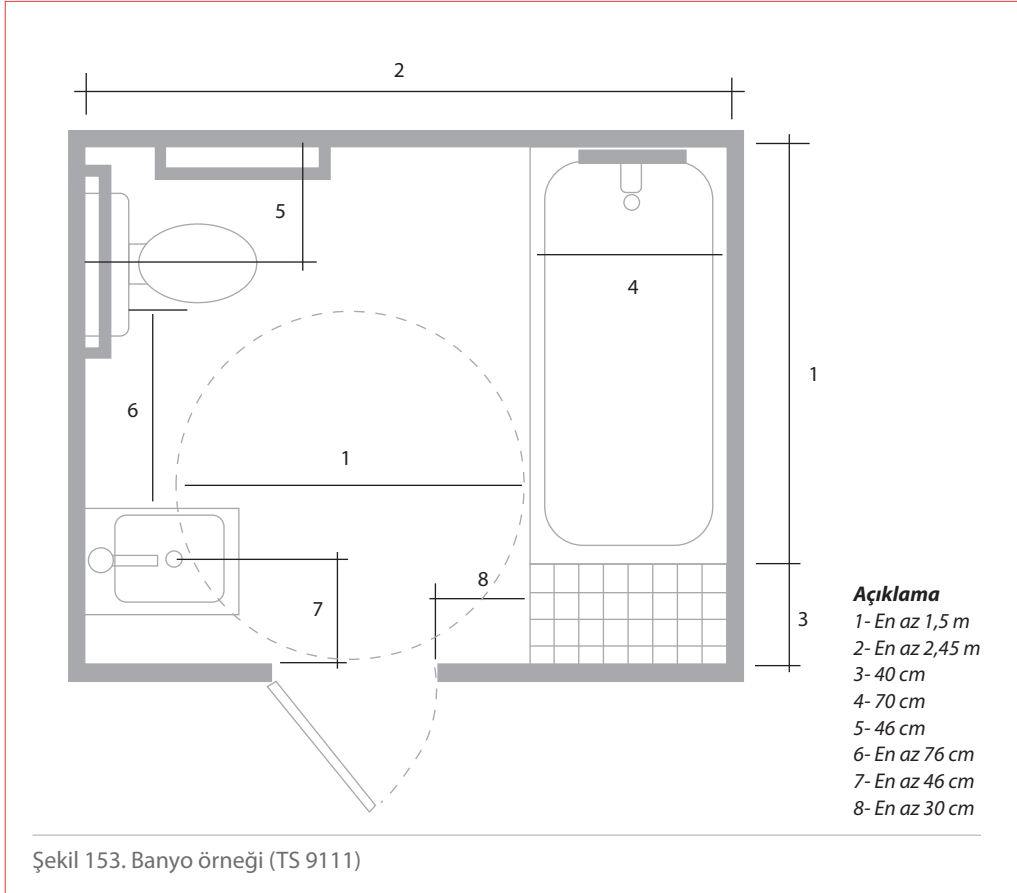 2
5
4
1
6
1
8
7
3
Açıklama
1- En az 1,5 m
2- En az 2,45 m
3- 40 cm
4- 70 cm
5- 46 cm
6- En az 76 cm
7- En az 46 cm
8- En az 30 cm
Şekil 153. Banyo örneği (TS 9111)